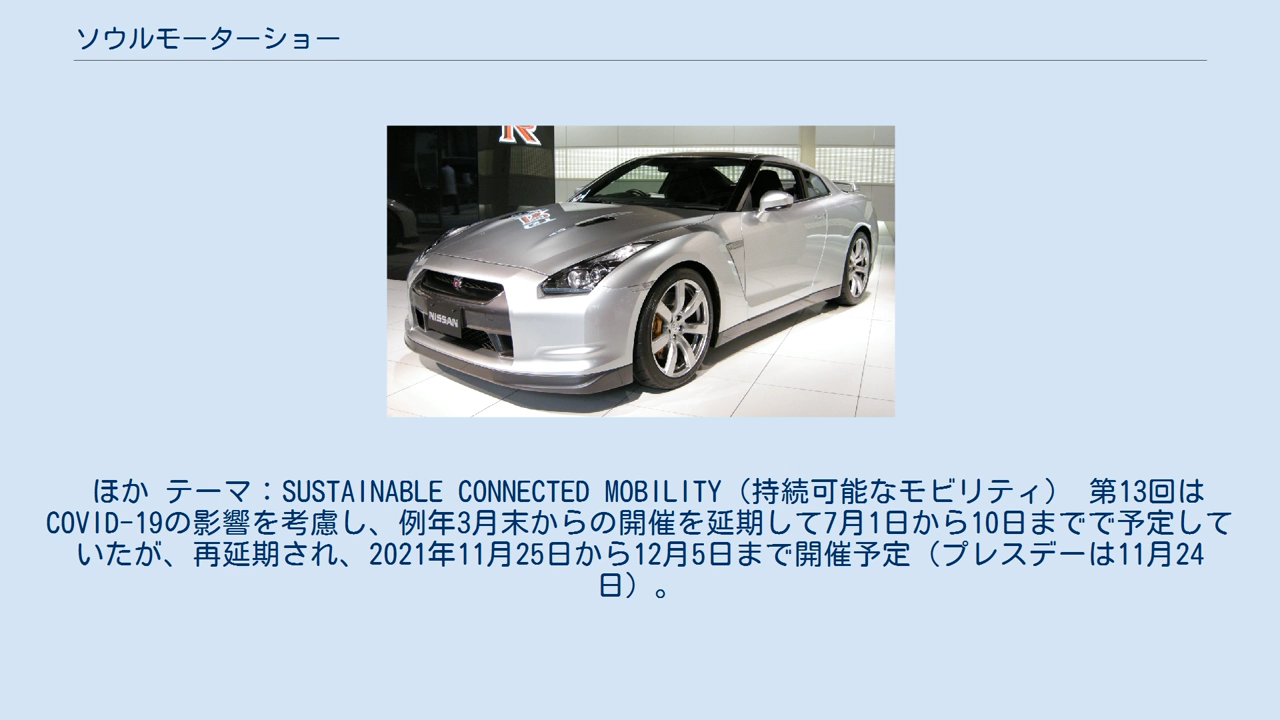 ソウルモーターショー
R
NISSAN
ほか テーマ：SUSTAINABLE CONNECTED MOBILITY（持続可能なモビリティ） 第13回は
COVID-19の影響を考慮し、例年3月末からの開催を延期して7月1日から10日までで予定して
いたが、再延期され、2021年11月25日から12月5日まで開催予定（プレスデーは11月24
日）。